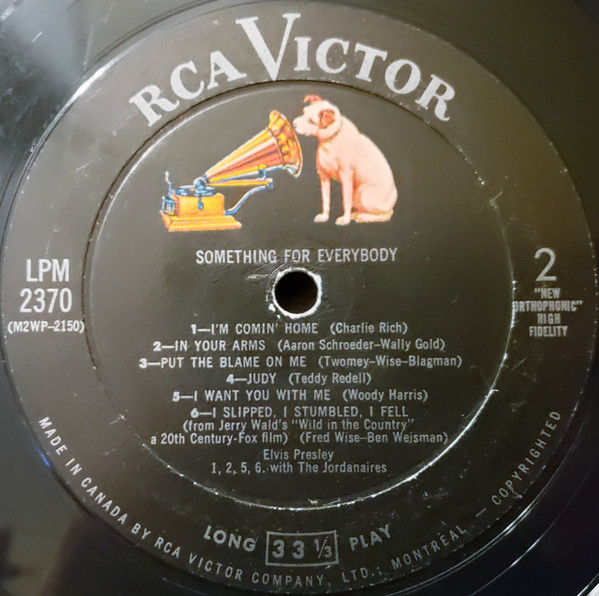 RCA VICTOR
SOMETHING FOR EVERYBODY
LPM
2370
(M2WP-2150)
2
"NEW
ORTHOPHONIC"
HIGH
FIDELITY
1—I'M COMIN' HOME (Charlie Rich)
2—IN YOUR ARMS (Aaron Schroeder-Wally Gold)
3—PUT THE BLAME ON ME (Twomey-Wise-Blagman)
4—JUDY (Teddy Redell)
5—I WANT YOU WITH ME (Woody Harris)
6—I SLIPPED, I STUMBLED, I FELL
(from Jerry Wald's "Wild in the Country"
a 20th Century-Fox film) (Fred Wise-Ben Weisman)
Elvis Presley
1, 2, 5, 6. with The Jordanaires
LONG 33 1/3 PLAY
MADE IN CANADA BY RCA VICTOR COMPANY, LTD., MONTREAL — COPYRIGHTED